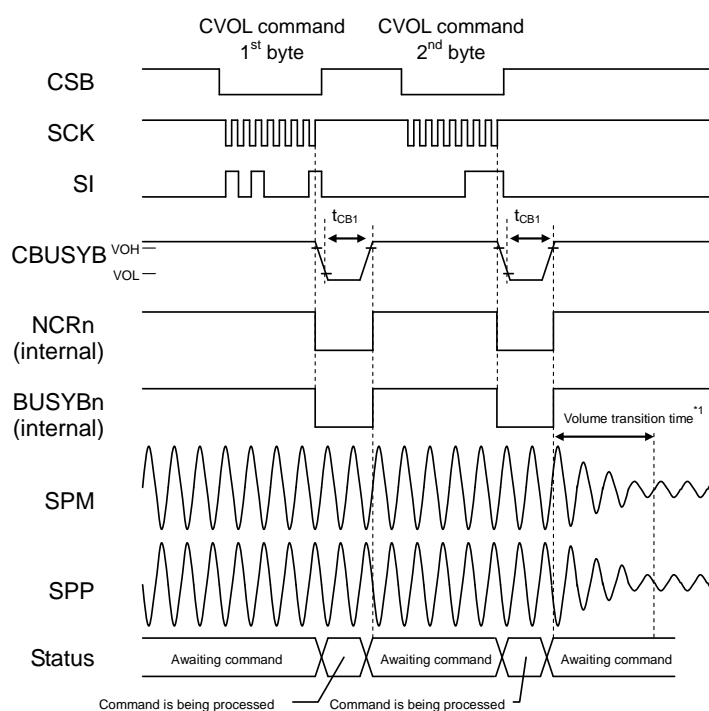 CVOL command 1st byte
CVOL command 2nd byte
CSB
SCK
SI
tCB1
tCB1
CBUSYB
VOH
VOL
NCRn
(internal)
BUSYBn
(internal)
Volume transition time*1
SPM
SPP
Status
Awaiting command
Awaiting command
Awaiting command
Command is being processed
Command is being processed